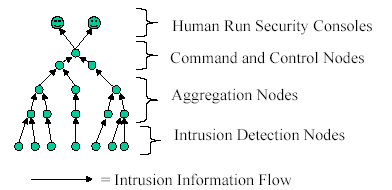 Human Run Security Consoles
Command and Control Nodes
Aggregation Nodes
Intrusion Detection Nodes
= Intrusion Information Flow